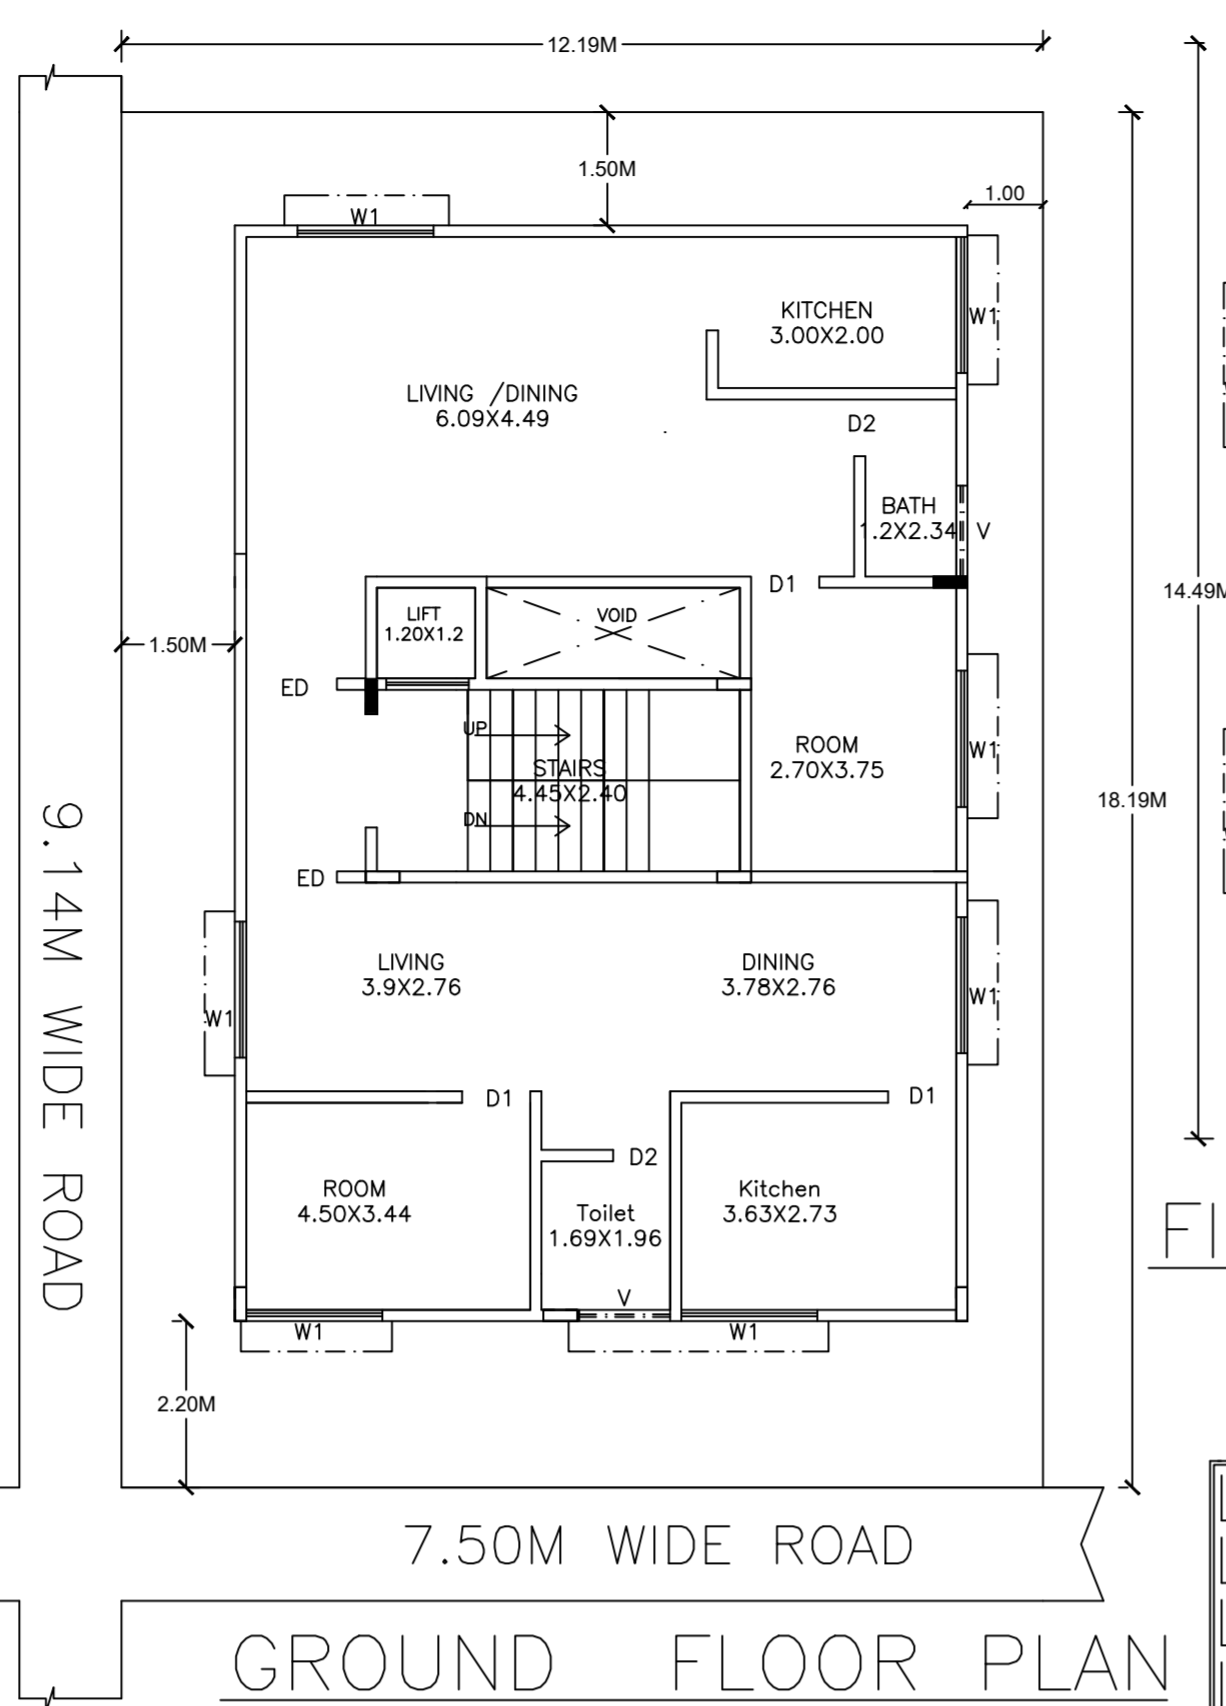 12.19M
1.50M
1.00
W1
KITCHEN
3.00X2.00
W1
LIVING /DINING
6.09X4.49
D2
BATH
1.2X2.34
V
D1
14.49M
LIFT
1.20X1.2
VOID
1.50M
ED
UP
STAIRS
4.45X2.40
DN
ROOM
2.70X3.75
W1
18.19M
ED
9.14M WIDE ROAD
LIVING
3.9X2.76
DINING
3.78X2.76
W1
W1
D1
D1
D2
ROOM
4.50X3.44
Toilet
1.69X1.96
Kitchen
3.63X2.73
FI
V
W1
W1
2.20M
7.50M WIDE ROAD
GROUND FLOOR PLAN